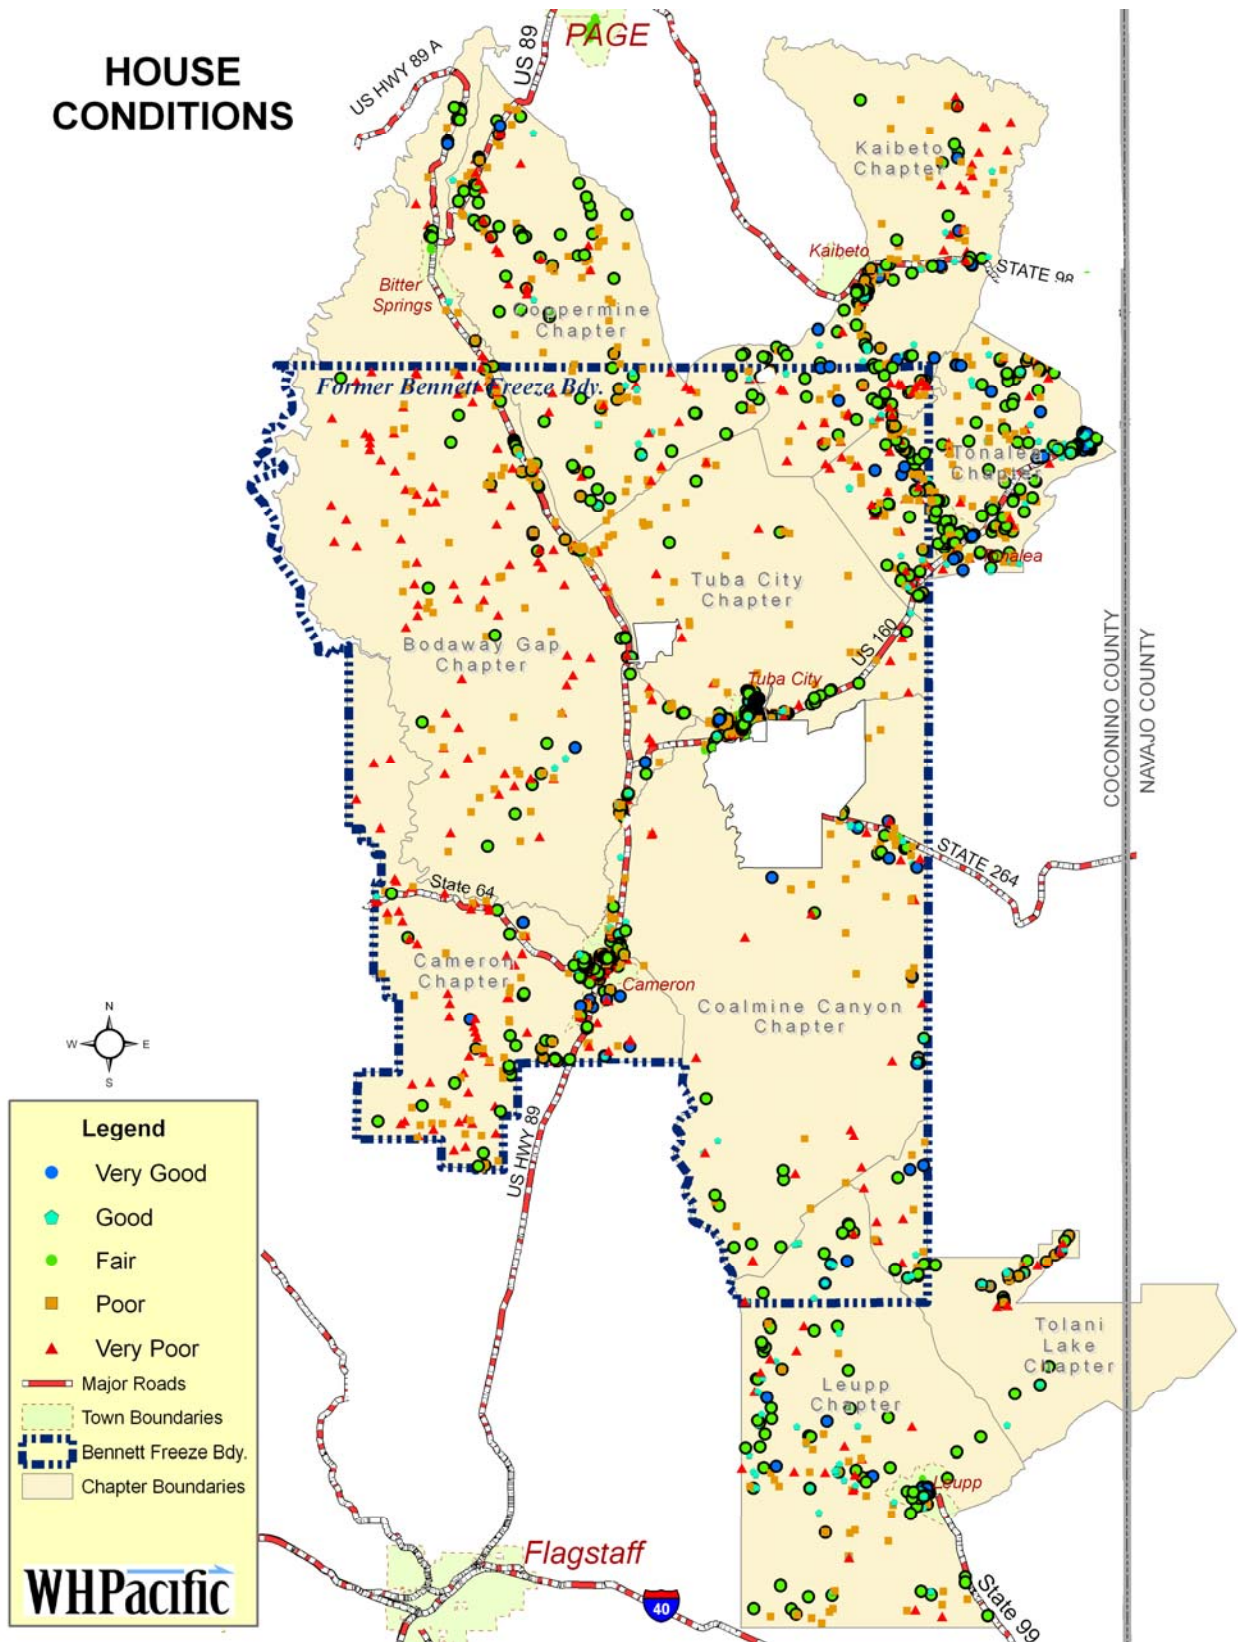 HOUSE
CONDITIONS
PAGE
US 89
US HWY 89 A
Kaibeto
Chapter
Kaibeto
STATE 98
Bitter
Springs
Coppermine
Chapter
Former Bennett Freeze Bdy.
Tonalea
Chapter
Tonalea
Tuba City
Chapter
US 160
Bodaway Gap
Chapter
Tuba City
COCONINO COUNTY
NAVAJO COUNTY
STATE 264
State 64
Cameron
Chapter
Cameron
Coalmine Canyon
Chapter
N
W E
S
US HWY 89
Legend
Very Good
Good
Fair
Poor
Very Poor
Major Roads
Town Boundaries
Bennett Freeze Bdy.
Chapter Boundaries
WHPacific
Tolani
Lake
Chapter
Leupp
Chapter
Leupp
Flagstaff
40
State 99